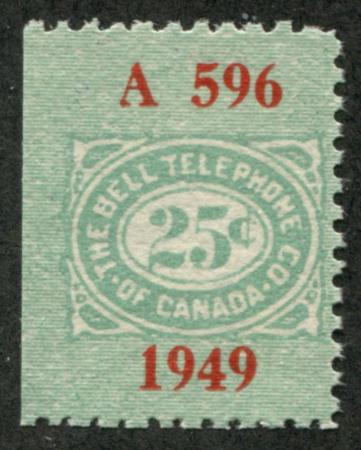 A 596
THE BELL TELEPHONE CO.
25¢
OF CANADA.
1949